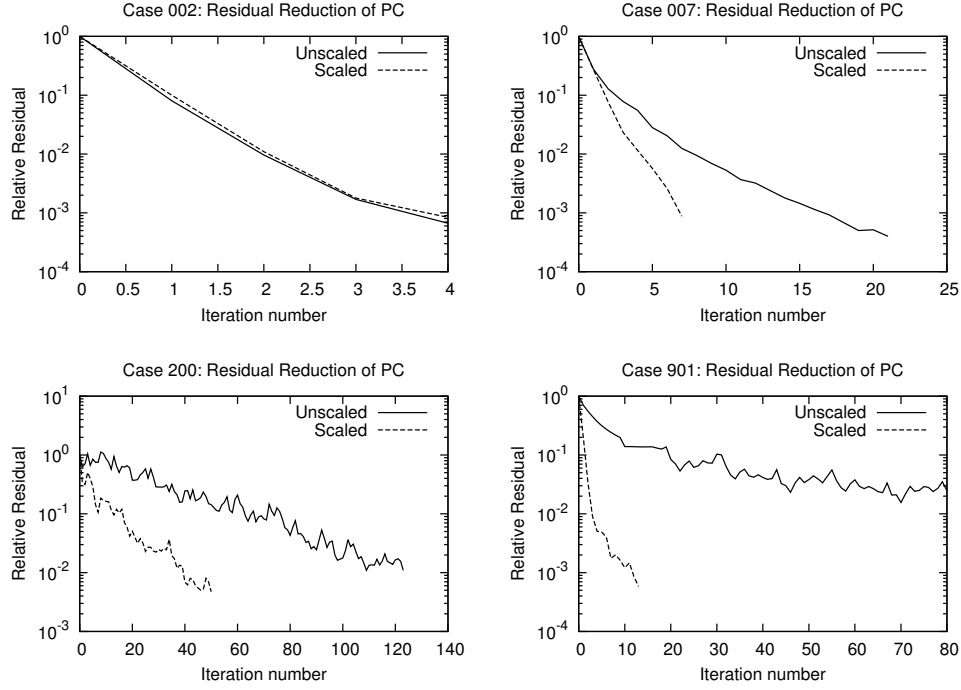 Case 002: Residual Reduction of PC
10^0
10^-1
10^-2
10^-3
10^-4
Relative Residual
Unscaled
Scaled
0 0.5 1 1.5 2 2.5 3 3.5 4
Iteration number
Case 007: Residual Reduction of PC
10^0
10^-1
10^-2
10^-3
10^-4
Relative Residual
Unscaled
Scaled
0 5 10 15 20 25
Iteration number
Case 200: Residual Reduction of PC
10^1
10^0
10^-1
10^-2
10^-3
Relative Residual
Unscaled
Scaled
0 20 40 60 80 100 120 140
Iteration number
Case 901: Residual Reduction of PC
10^0
10^-1
10^-2
10^-3
10^-4
Relative Residual
Unscaled
Scaled
0 10 20 30 40 50 60 70 80
Iteration number